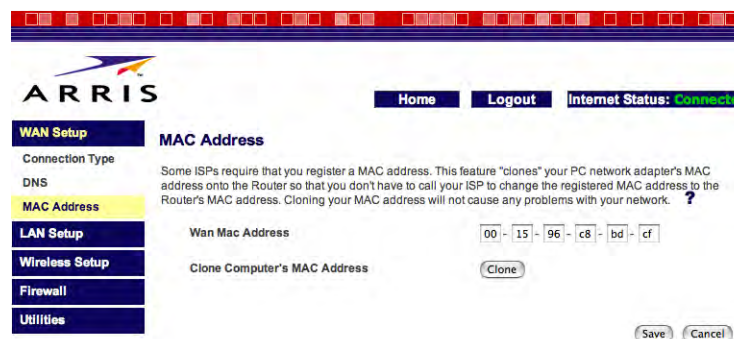 ARRIS
Home Logout Internet Status: Connecte
WAN Setup
Connection Type
DNS
MAC Address
LAN Setup
Wireless Setup
Firewall
Utilities
MAC Address
Some ISPs require that you register a MAC address. This feature "clones" your PC network adapter's MAC
address onto the Router so that you don't have to call your ISP to change the registered MAC address to the
Router's MAC address. Cloning your MAC address will not cause any problems with your network. ?
Wan Mac Address 00 - 15 - 96 - c8 - bd - cf
Clone Computer's MAC Address Clone
Save Cancel